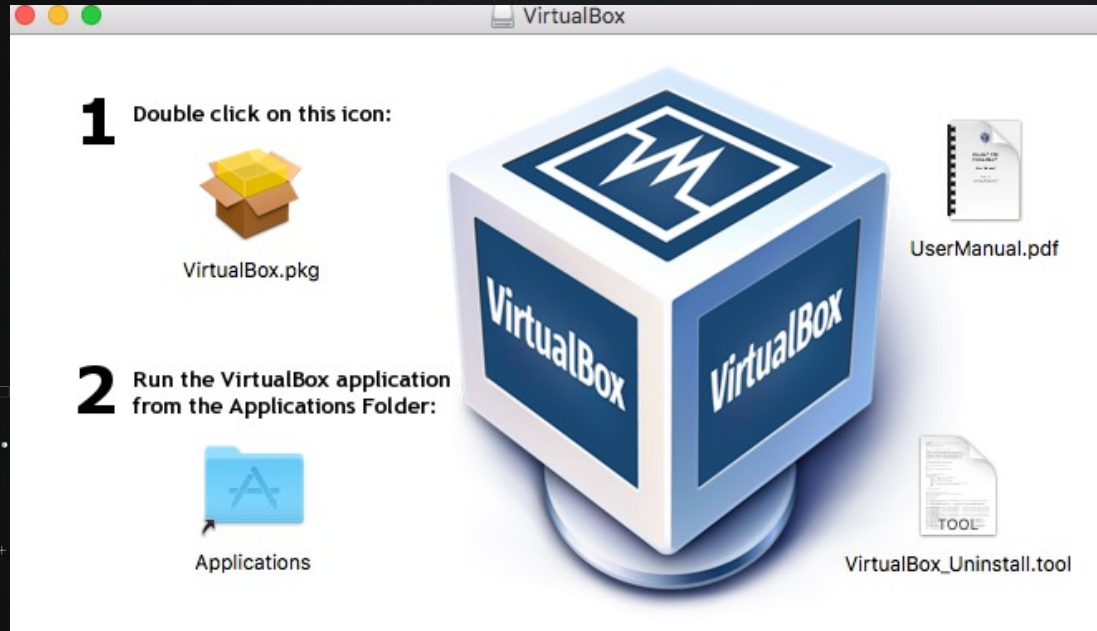 VirtualBox
1
Double click on this icon:
VirtualBox.pkg
2
Run the VirtualBox application
from the Applications Folder:
Applications
VirtualBox
VirtualBox
UserManual.pdf
TOOL
VirtualBox_Uninstall.tool